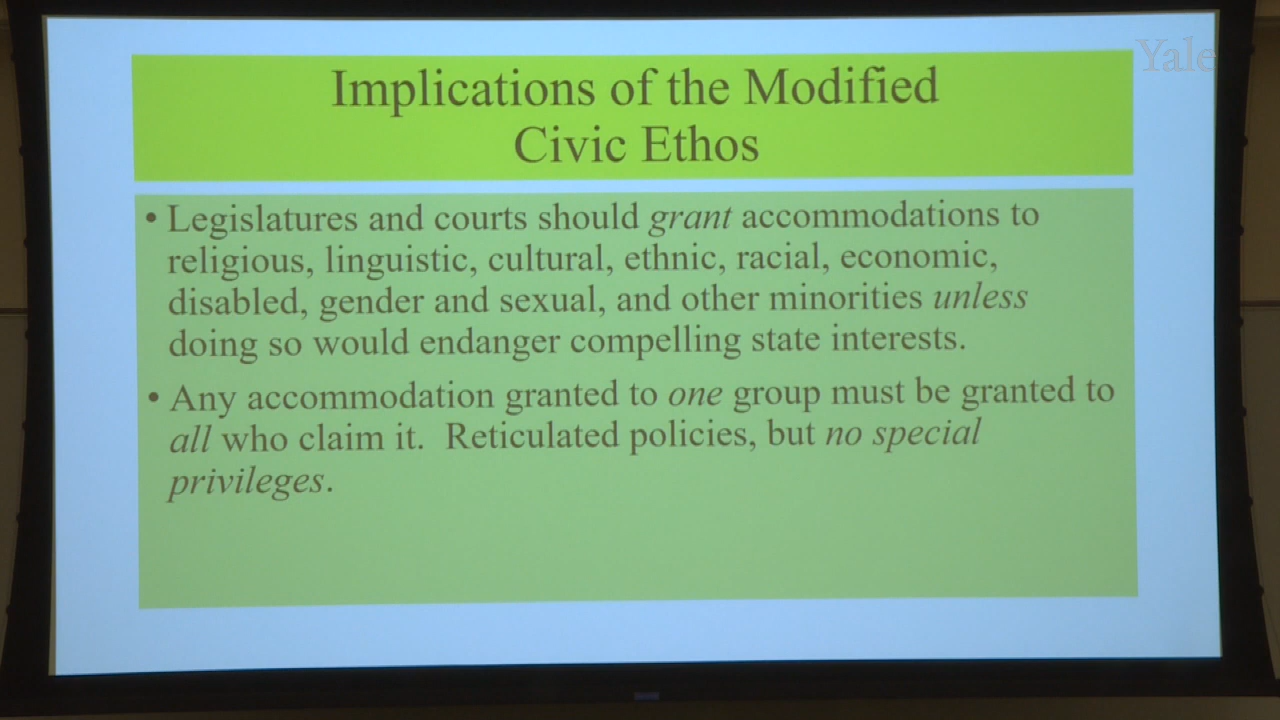 Yale
Implications of the Modified
Civic Ethos
• Legislatures and courts should grant accommodations to
religious, linguistic, cultural, ethnic, racial, economic,
disabled, gender and sexual, and other minorities unless
doing so would endanger compelling state interests.
• Any accommodation granted to one group must be granted to
all who claim it.  Reticulated policies, but no special
privileges.